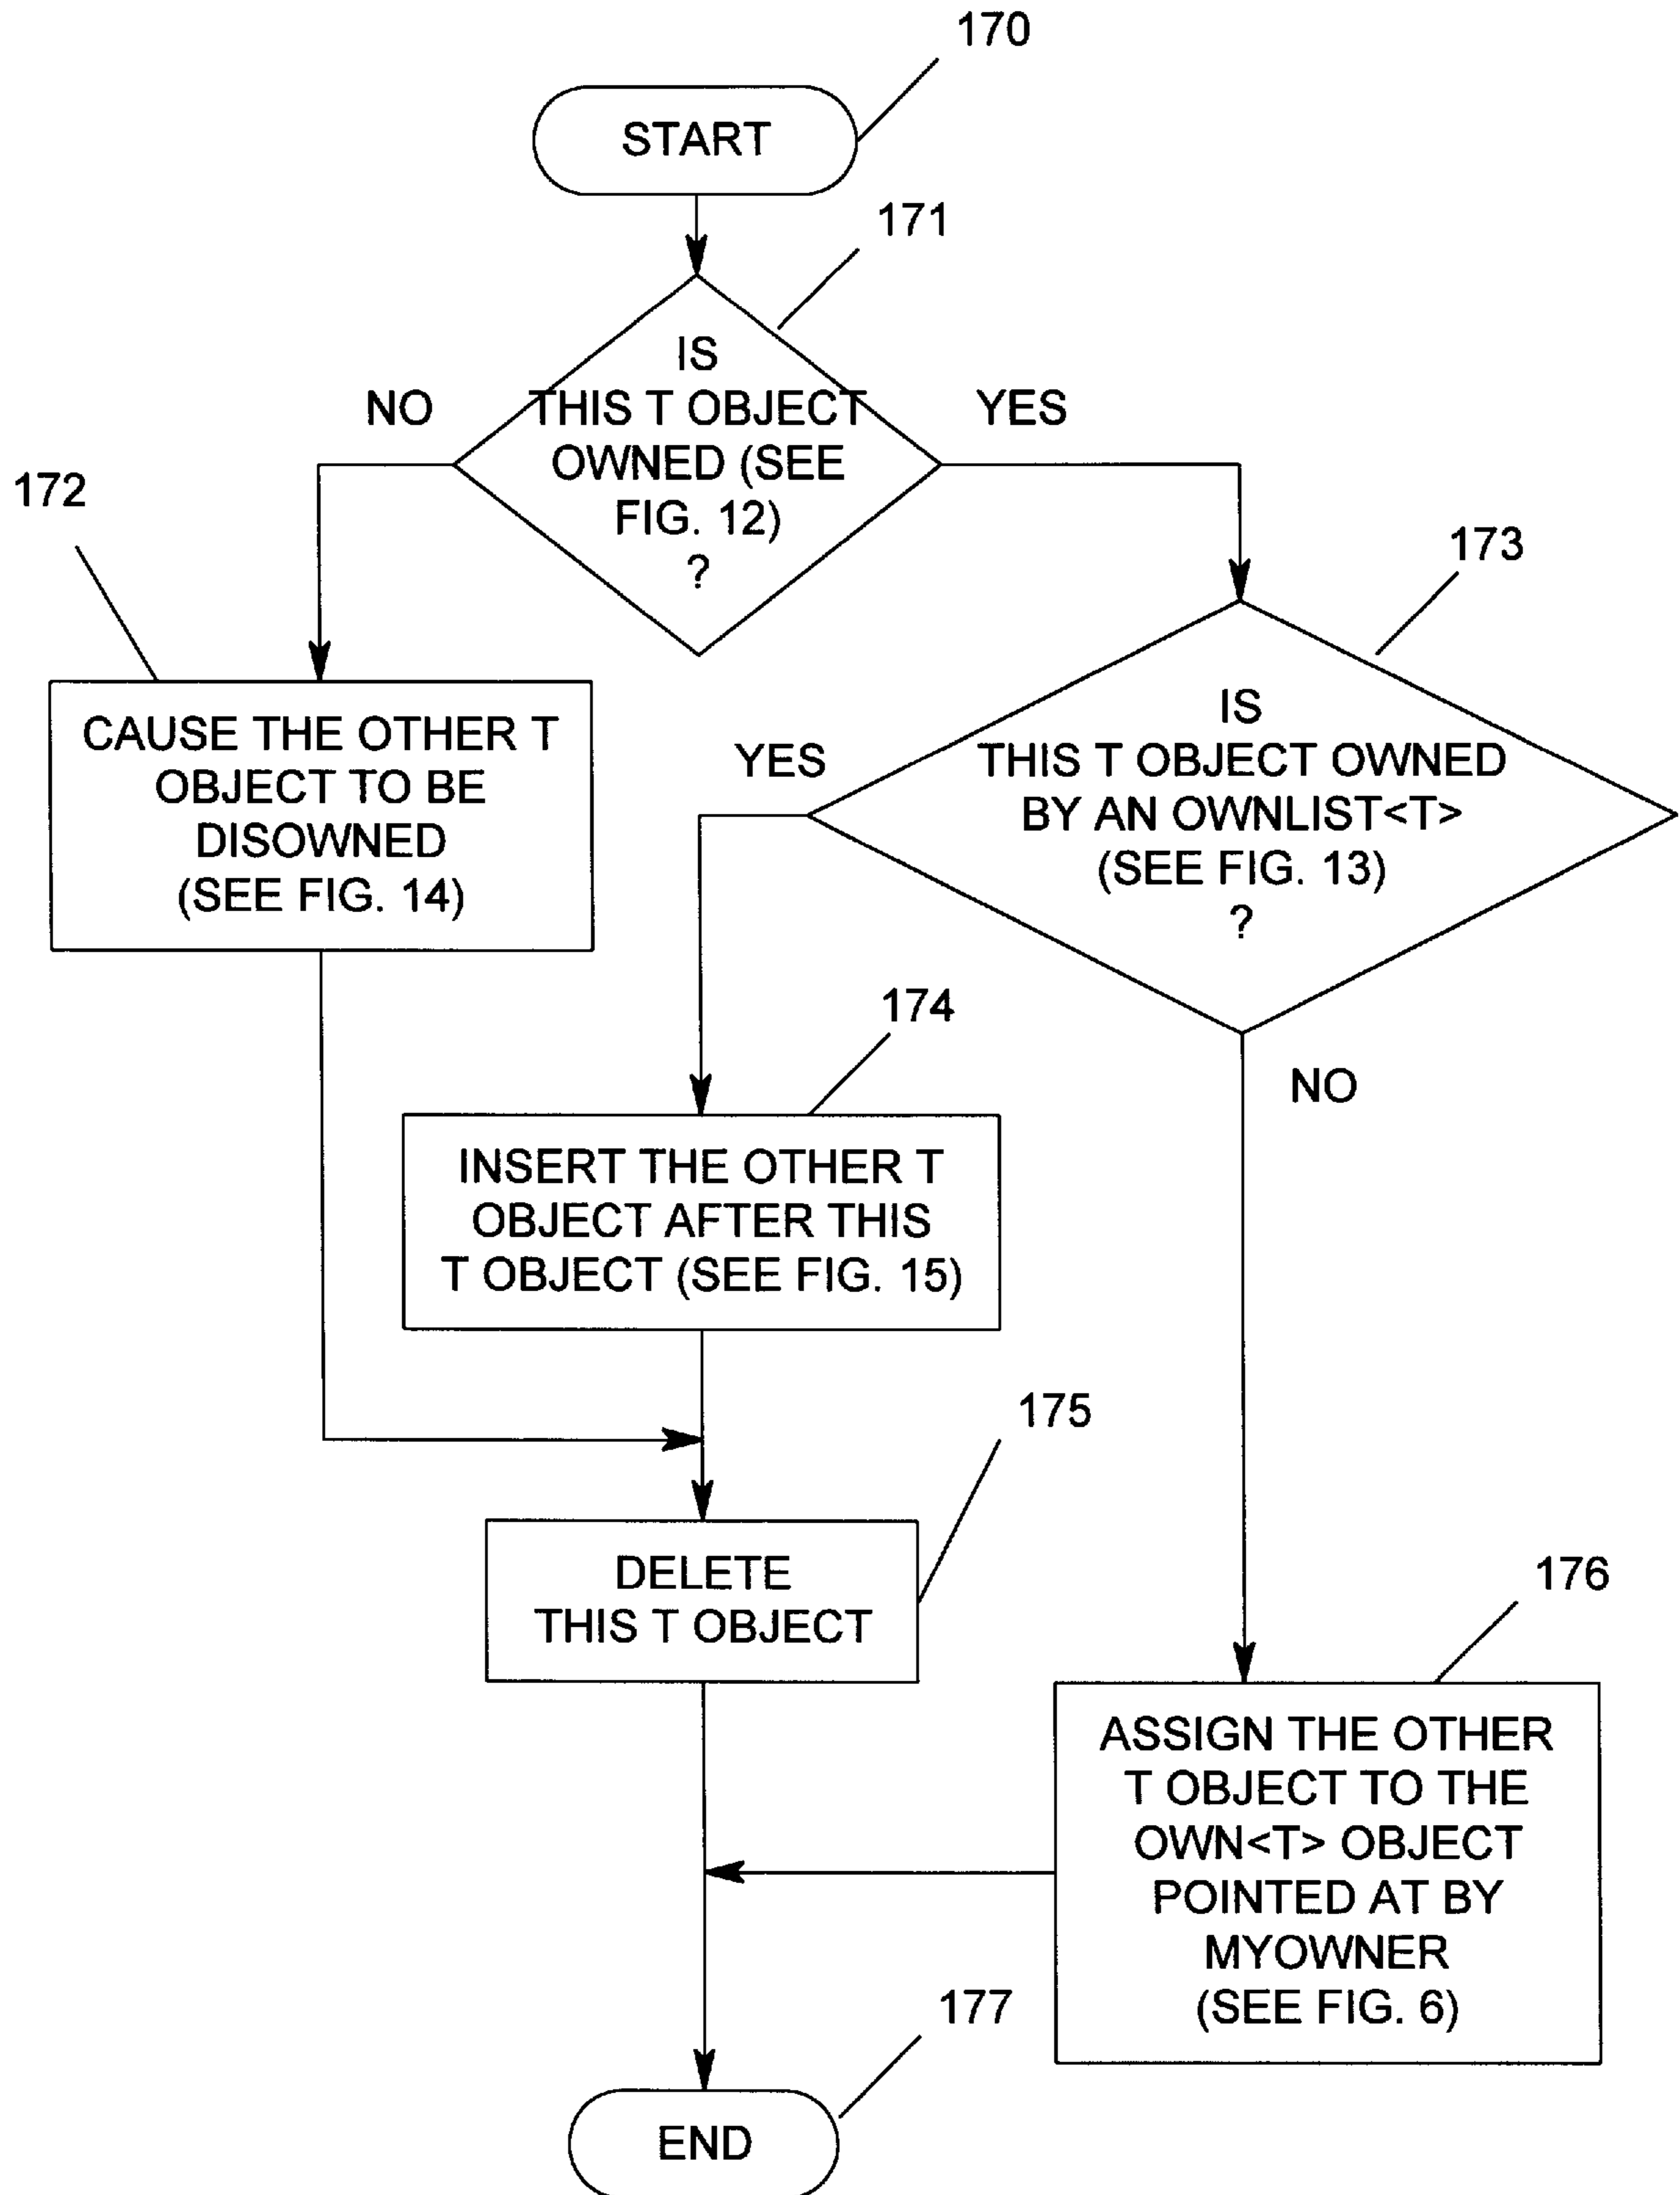 170
START
171
IS
THIS T OBJECT
OWNED (SEE
FIG. 12)
?
NO
YES
172
173
CAUSE THE OTHER T
OBJECT TO BE
DISOWNED
(SEE FIG. 14)
IS
THIS T OBJECT OWNED
BY AN OWNLIST<T>
(SEE FIG. 13)
?
YES
NO
174
INSERT THE OTHER T
OBJECT AFTER THIS
T OBJECT (SEE FIG. 15)
175
DELETE
THIS T OBJECT
176
ASSIGN THE OTHER
T OBJECT TO THE
OWN<T> OBJECT
POINTED AT BY
MYOWNER
(SEE FIG. 6)
177
END